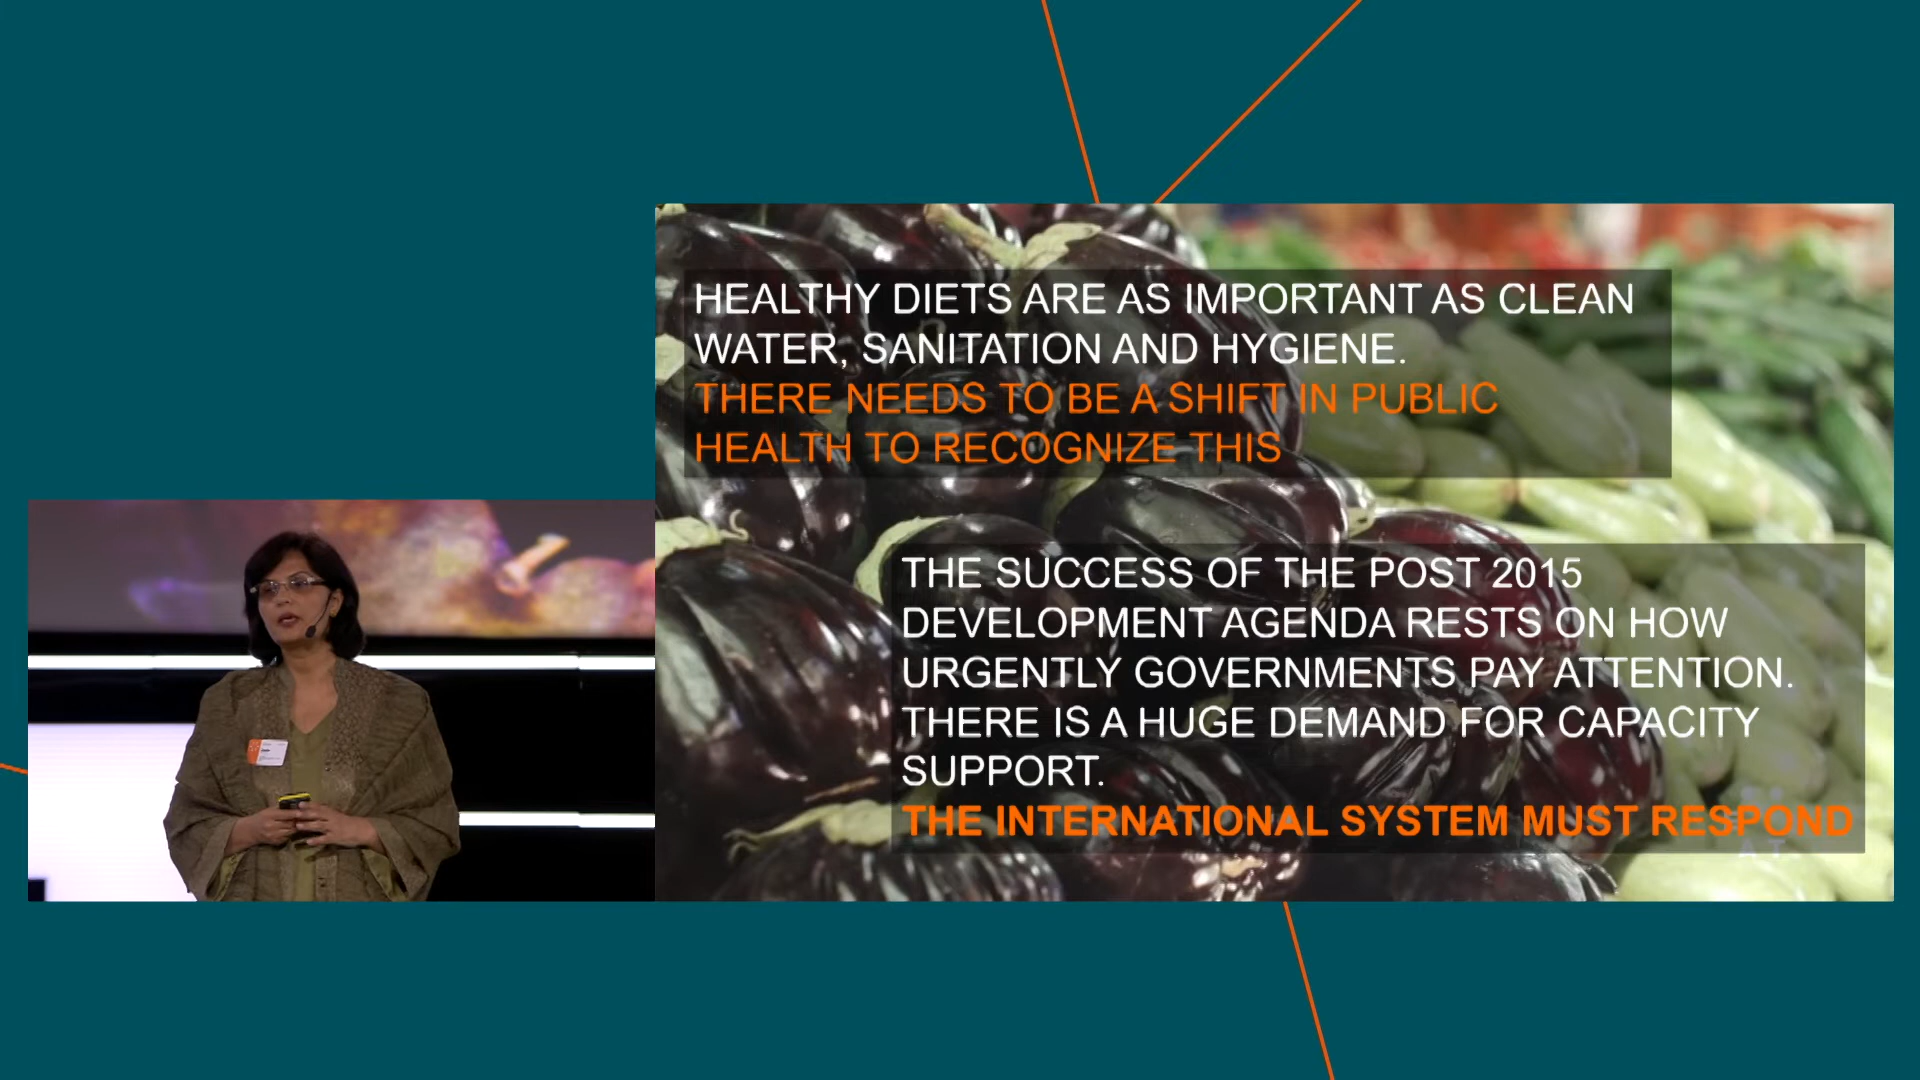 HEALTHY DIETS ARE AS IMPORTANT AS CLEAN
WATER, SANITATION AND HYGIENE.
THERE NEEDS TO BE A SHIFT IN PUBLIC
HEALTH TO RECOGNIZE THIS
THE SUCCESS OF THE POST 2015
DEVELOPMENT AGENDA RESTS ON HOW
URGENTLY GOVERNMENTS PAY ATTENTION.
THERE IS A HUGE DEMAND FOR CAPACITY
SUPPORT.
THE INTERNATIONAL SYSTEM MUST RESPOND